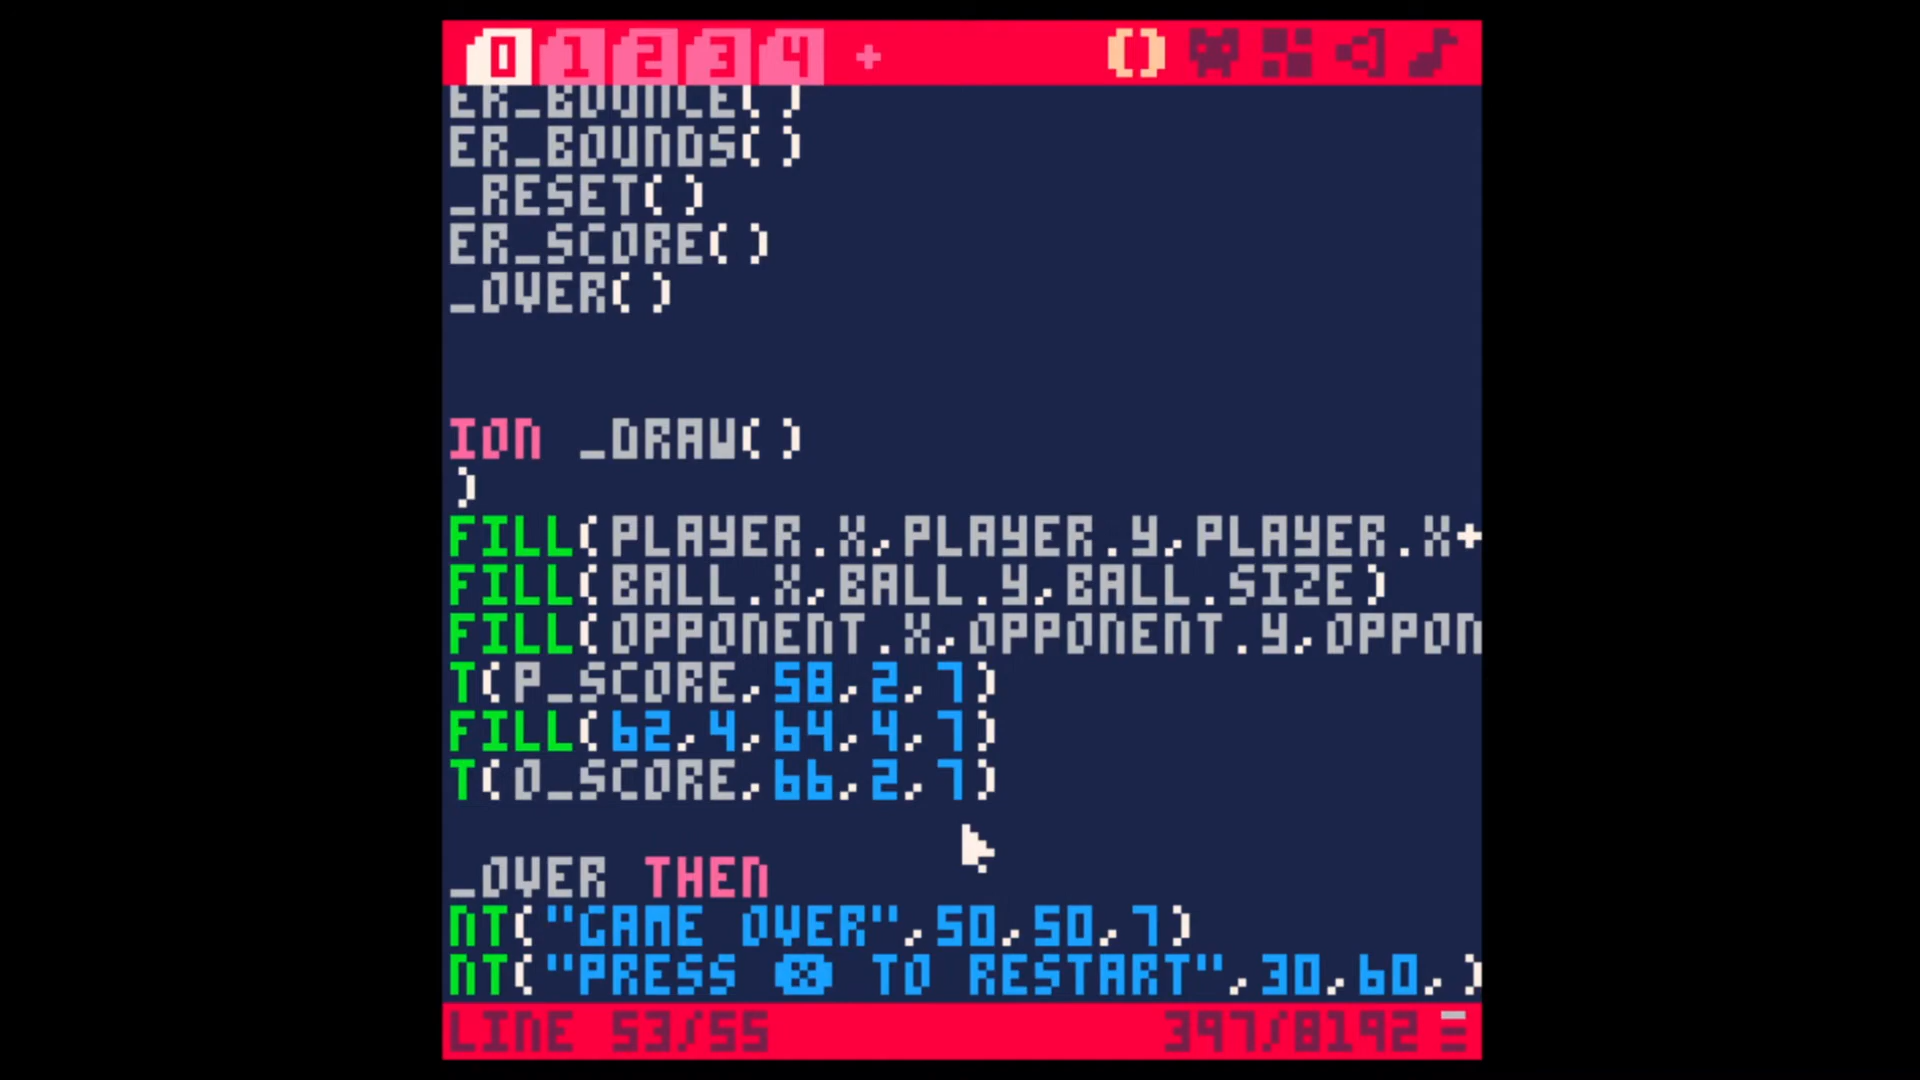 0 1 2 3 4 +
ER_BOUNCE()
ER_BOUNDS()
_RESET()
ER_SCORE()
_OVER()
ION _DRAW()
)
FILL(PLAYER.X,PLAYER.Y,PLAYER.X+
FILL(BALL.X,BALL.Y,BALL.SIZE)
FILL(OPPONENT.X,OPPONENT.Y,OPPON
T(P_SCORE,58,2,7)
FILL(62,4,64,4,7)
T(O_SCORE,66,2,7)
_OVER THEN
NT("GAME OVER",50,50,7)
NT("PRESS ❎ TO RESTART",30,60,)
LINE 53/55
397/8192